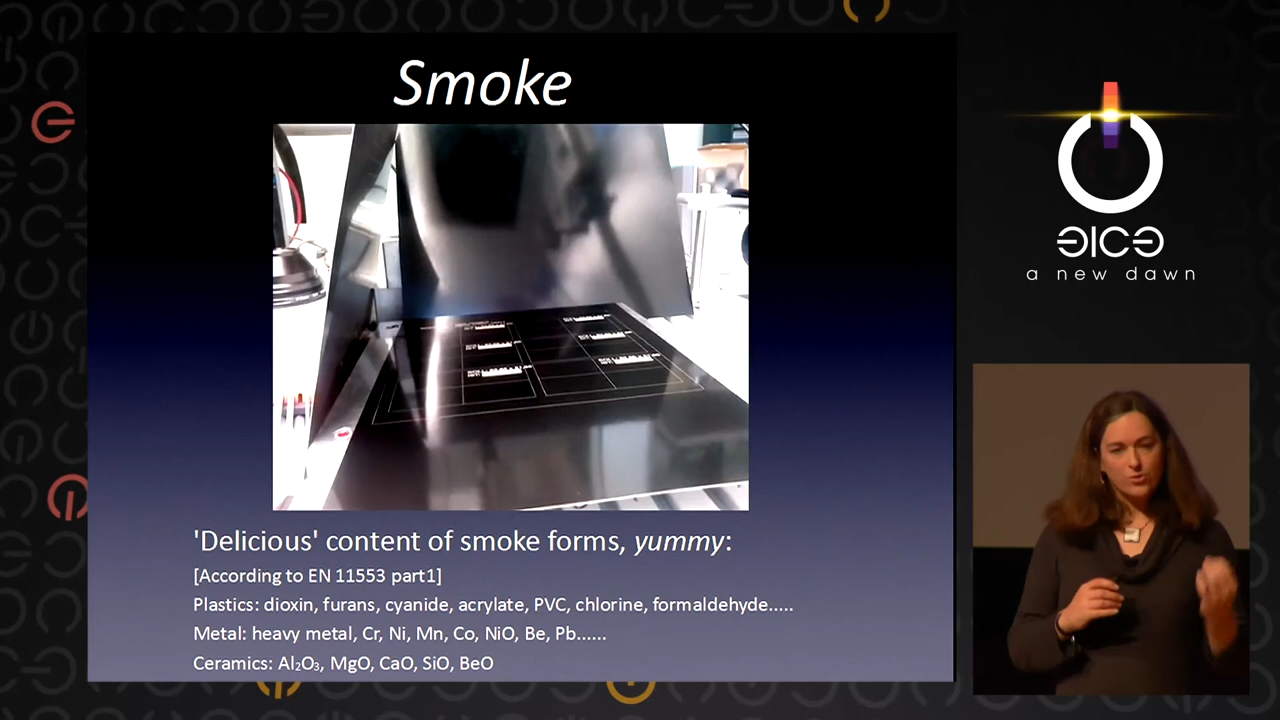 Smoke
'Delicious' content of smoke forms, yummy:
[According to EN 11553 part1]
Plastics: dioxin, furans, cyanide, acrylate, PVC, chlorine, formaldehyde.....
Metal: heavy metal, Cr, Ni, Mn, Co, NiO, Be, Pb......
Ceramics: Al₂O₃, MgO, CaO, SiO, BeO
a new dawn